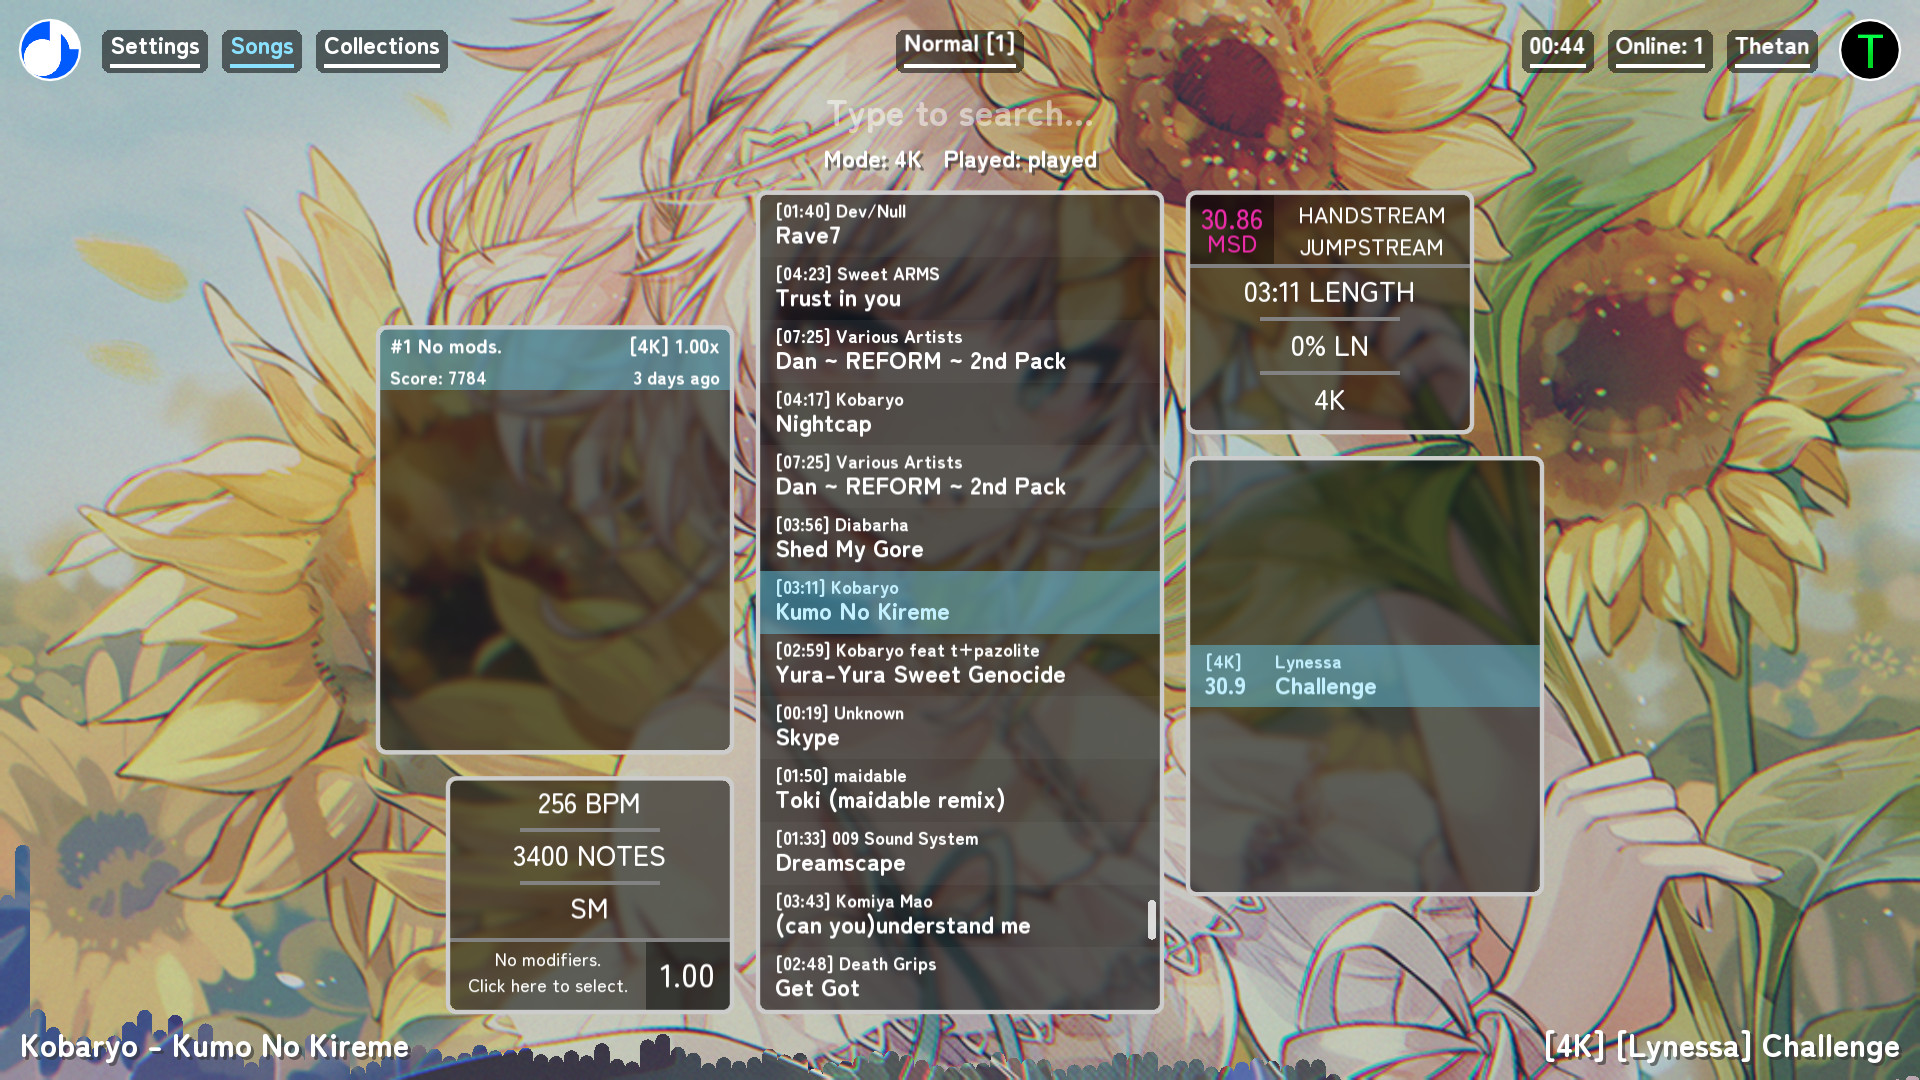 Settings
Songs
Collections
Normal [1]
00:44
Online: 1
Thetan
T
Type to search...
Mode: 4K Played: played
#1 No mods. [4K] 1.00x
Score: 7784 3 days ago
256 BPM
3400 NOTES
SM
No modifiers.
Click here to select.
1.00
[01:40] Dev/Null
Rave7
[04:23] Sweet ARMS
Trust in you
[07:25] Various Artists
Dan ~ REFORM ~ 2nd Pack
[04:17] Kobaryo
Nightcap
[07:25] Various Artists
Dan ~ REFORM ~ 2nd Pack
[03:56] Diabarha
Shed My Gore
[03:11] Kobaryo
Kumo No Kireme
[02:59] Kobaryo feat t+pazolite
Yura-Yura Sweet Genocide
[00:19] Unknown
Skype
[01:50] maidable
Toki (maidable remix)
[01:33] 009 Sound System
Dreamscape
[03:43] Komiya Mao
(can you)understand me
[02:48] Death Grips
Get Got
30.86
MSD
HANDSTREAM
JUMPSTREAM
03:11 LENGTH
0% LN
4K
[4K] Lynessa
30.9 Challenge
Kobaryo - Kumo No Kireme
[4K] [Lynessa] Challenge